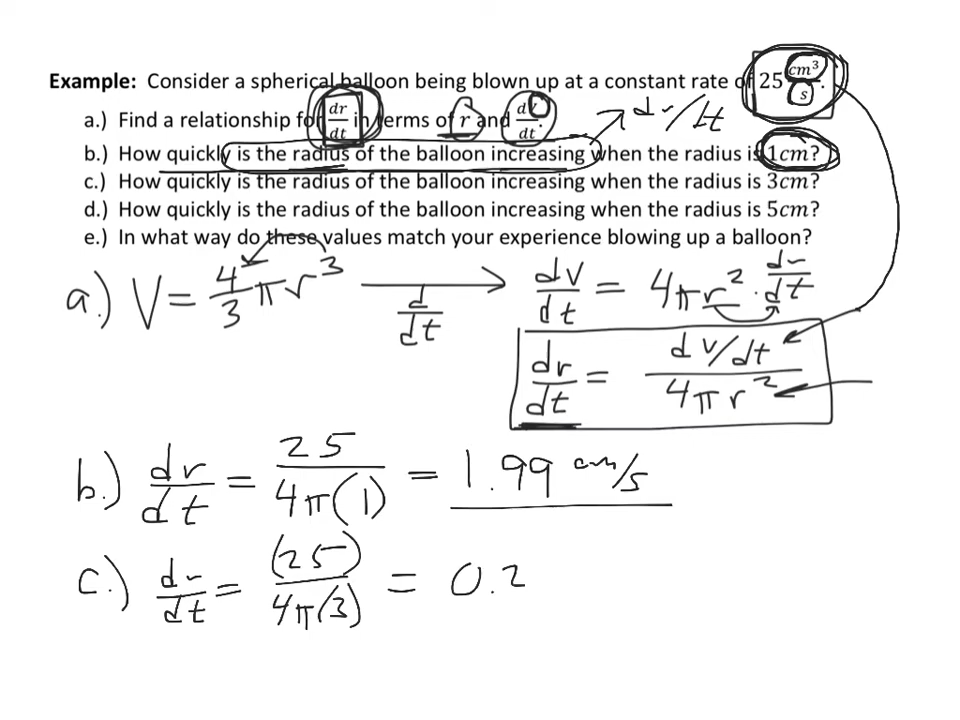 Example: Consider a spherical balloon being blown up at a constant rate of 25 cm³/s.
a.) Find a relationship for dr/dt in terms of r and dV/dt. dr/dt
b.) How quickly is the radius of the balloon increasing when the radius is 1cm?
c.) How quickly is the radius of the balloon increasing when the radius is 3cm?
d.) How quickly is the radius of the balloon increasing when the radius is 5cm?
e.) In what way do these values match your experience blowing up a balloon?
a.) V = 4/3 πr³ → d/dt dV/dt = 4πr² · dr/dt
dr/dt = dV/dt / 4πr²
b.) dr/dt = 25 / 4π(1) = 1.99 cm/s
c.) dr/dt = (25) / 4π(3) = 0.2